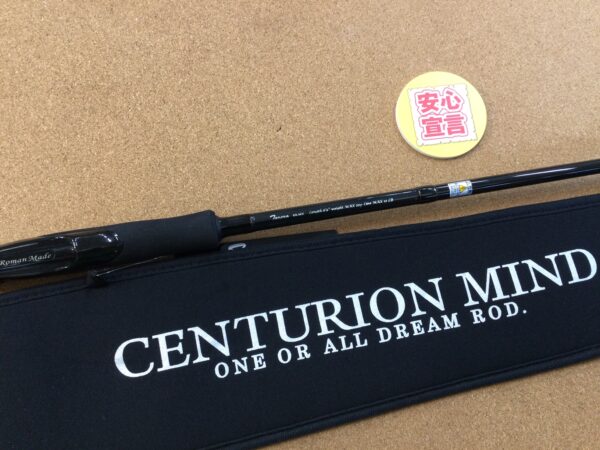 安心
宣言
Roman Made
CENTURION MIND
ONE OR ALL DREAM ROD.